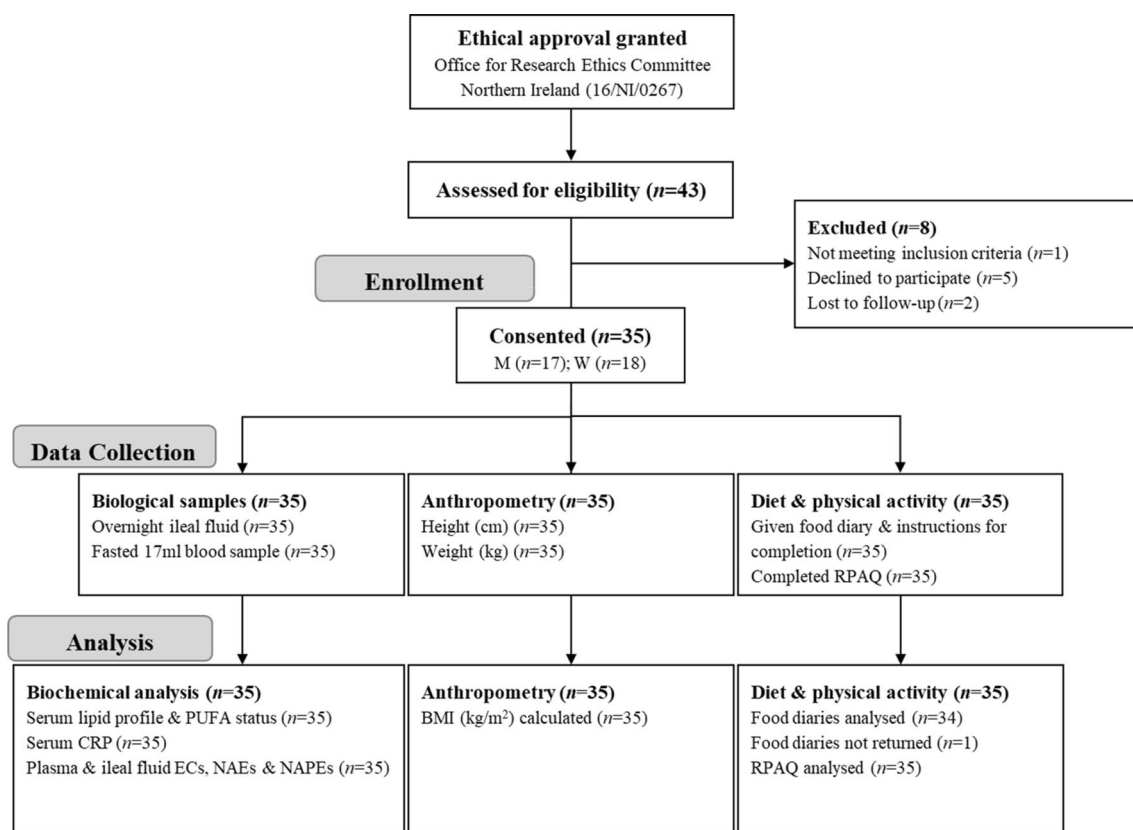 Ethical approval granted
Office for Research Ethics Committee
Northern Ireland (16/NI/0267)
Assessed for eligibility (n=43)
Excluded (n=8)
Not meeting inclusion criteria (n=1)
Declined to participate (n=5)
Lost to follow-up (n=2)
Enrollment
Consented (n=35)
M (n=17); W (n=18)
Data Collection
Biological samples (n=35)
Overnight ileal fluid (n=35)
Fasted 17ml blood sample (n=35)
Anthropometry (n=35)
Height (cm) (n=35)
Weight (kg) (n=35)
Diet & physical activity (n=35)
Given food diary & instructions for
completion (n=35)
Completed RPAQ (n=35)
Analysis
Biochemical analysis (n=35)
Serum lipid profile & PUFA status (n=35)
Serum CRP (n=35)
Plasma & ileal fluid ECs, NAEs & NAPEs (n=35)
Anthropometry (n=35)
BMI (kg/m²) calculated (n=35)
Diet & physical activity (n=35)
Food diaries analysed (n=34)
Food diaries not returned (n=1)
RPAQ analysed (n=35)